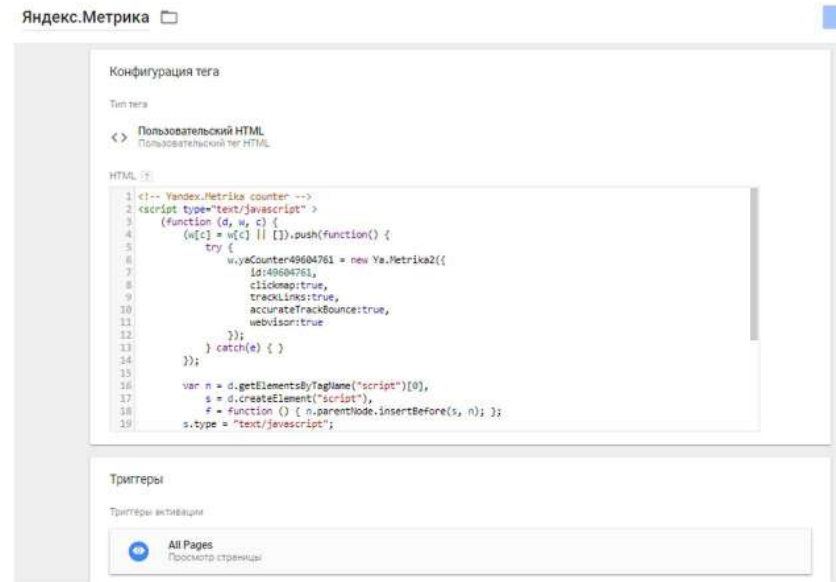 Яндекс.Метрика
Конфигурация тега
Тип тега
<> Пользовательский HTML
Пользовательский тег HTML
HTML ?
1 <!-- Yandex.Metrika counter -->
2 <script type="text/javascript" >
3 (function (d, w, c) {
4 (w[c] = w[c] || []).push(function() {
5 try {
6 w.yaCounter49604761 = new Ya.Metrika2({
7 id:49604761,
8 clickmap:true,
9 trackLinks:true,
10 accurateTrackBounce:true,
11 webvisor:true
12 });
13 } catch(e) { }
14 });
15
16 var n = d.getElementsByTagName("script")[0],
17 s = d.createElement("script"),
18 f = function () { n.parentNode.insertBefore(s, n); };
19 s.type = "text/javascript";
Триггеры
Триггеры активации
All Pages
Просмотр страницы